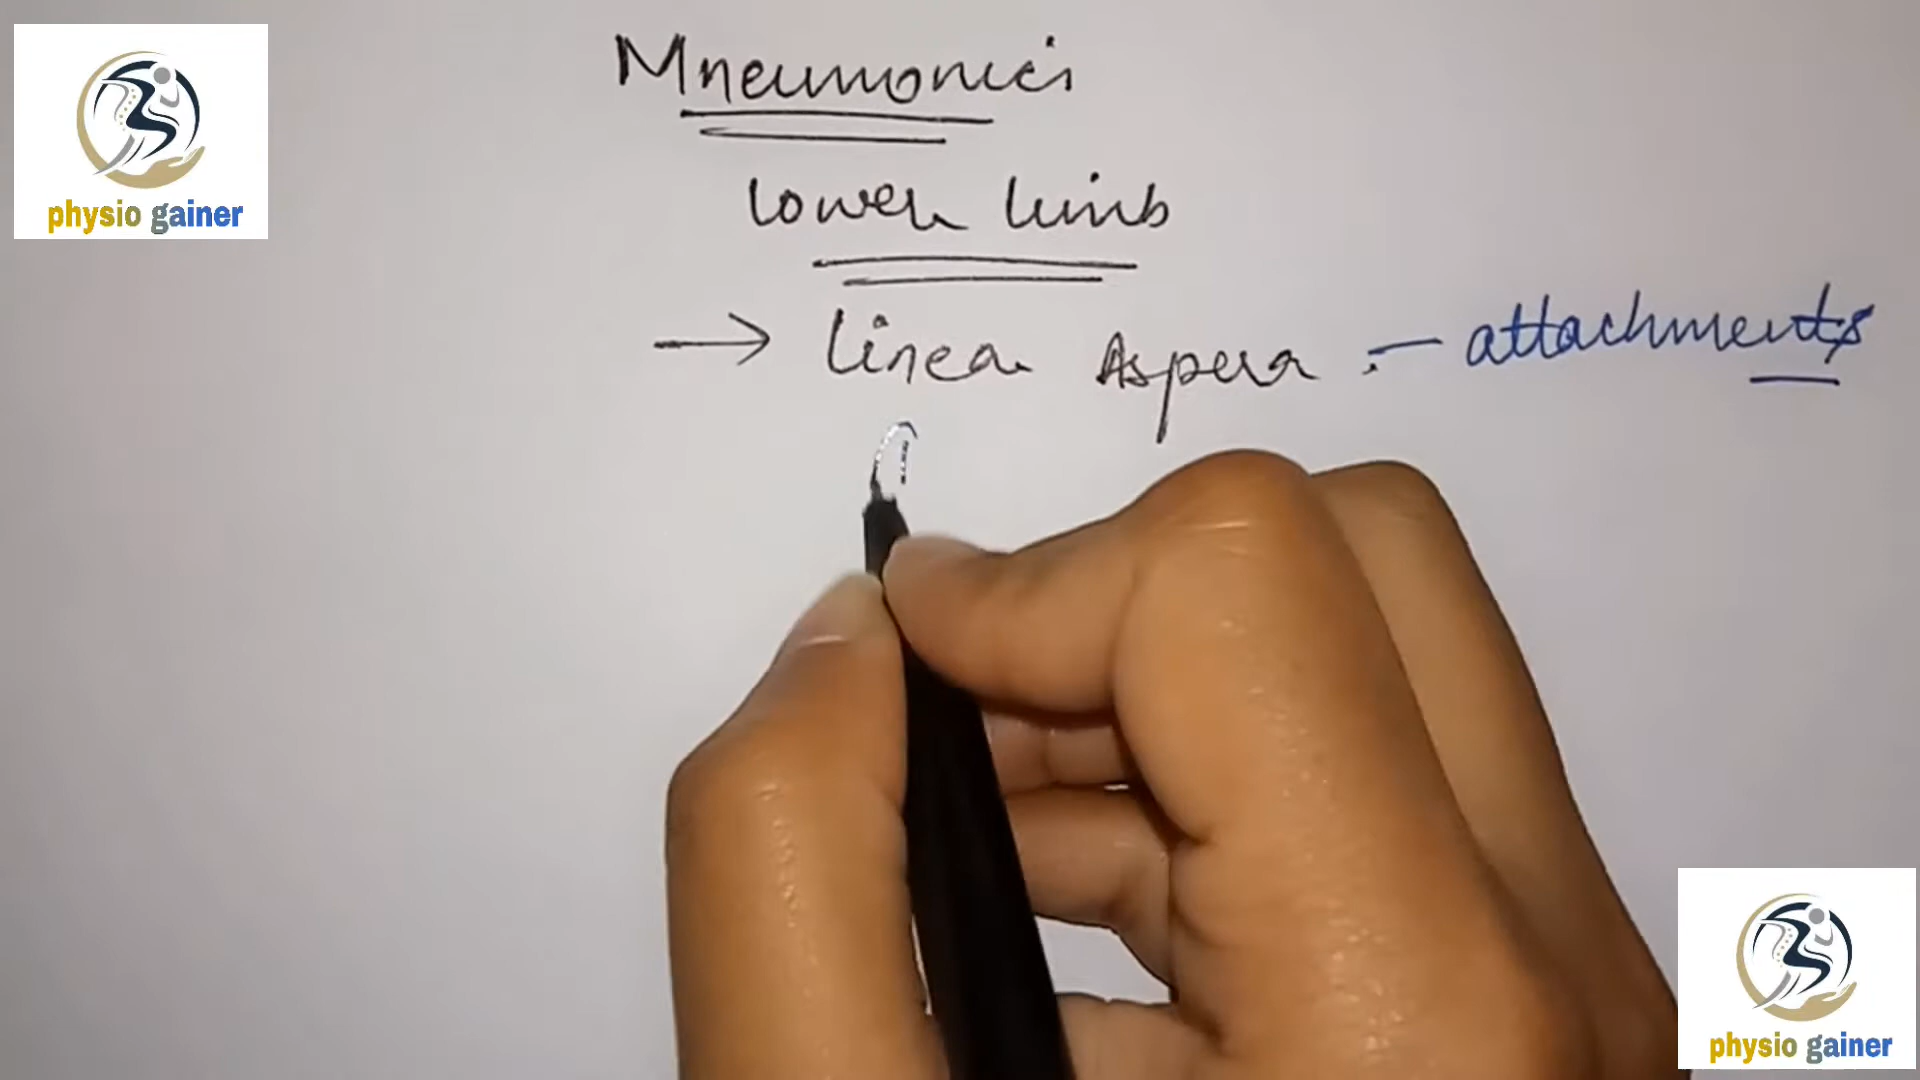 physio gainer
Mneumonics
lower limb
→ linea Aspera :- attachments
physio gainer